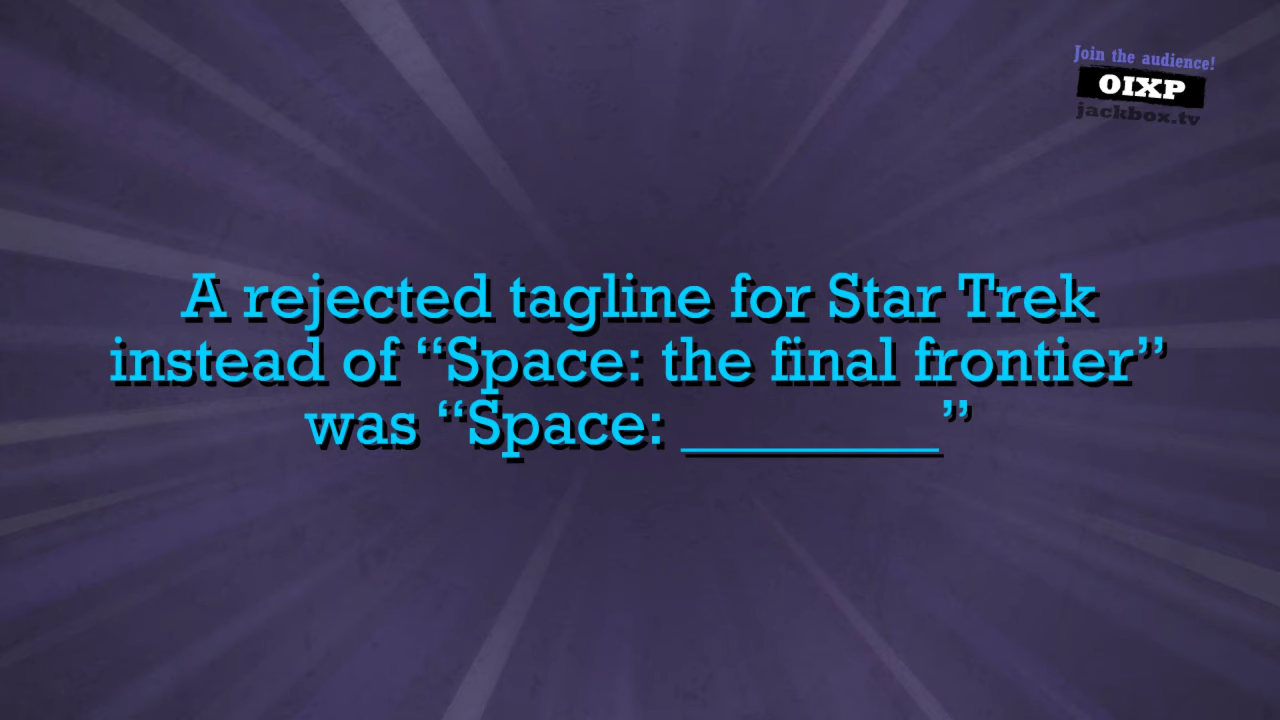 Join the audience!
OIXP
jackbox.tv
A rejected tagline for Star Trek
instead of “Space: the final frontier”
was “Space: ________”